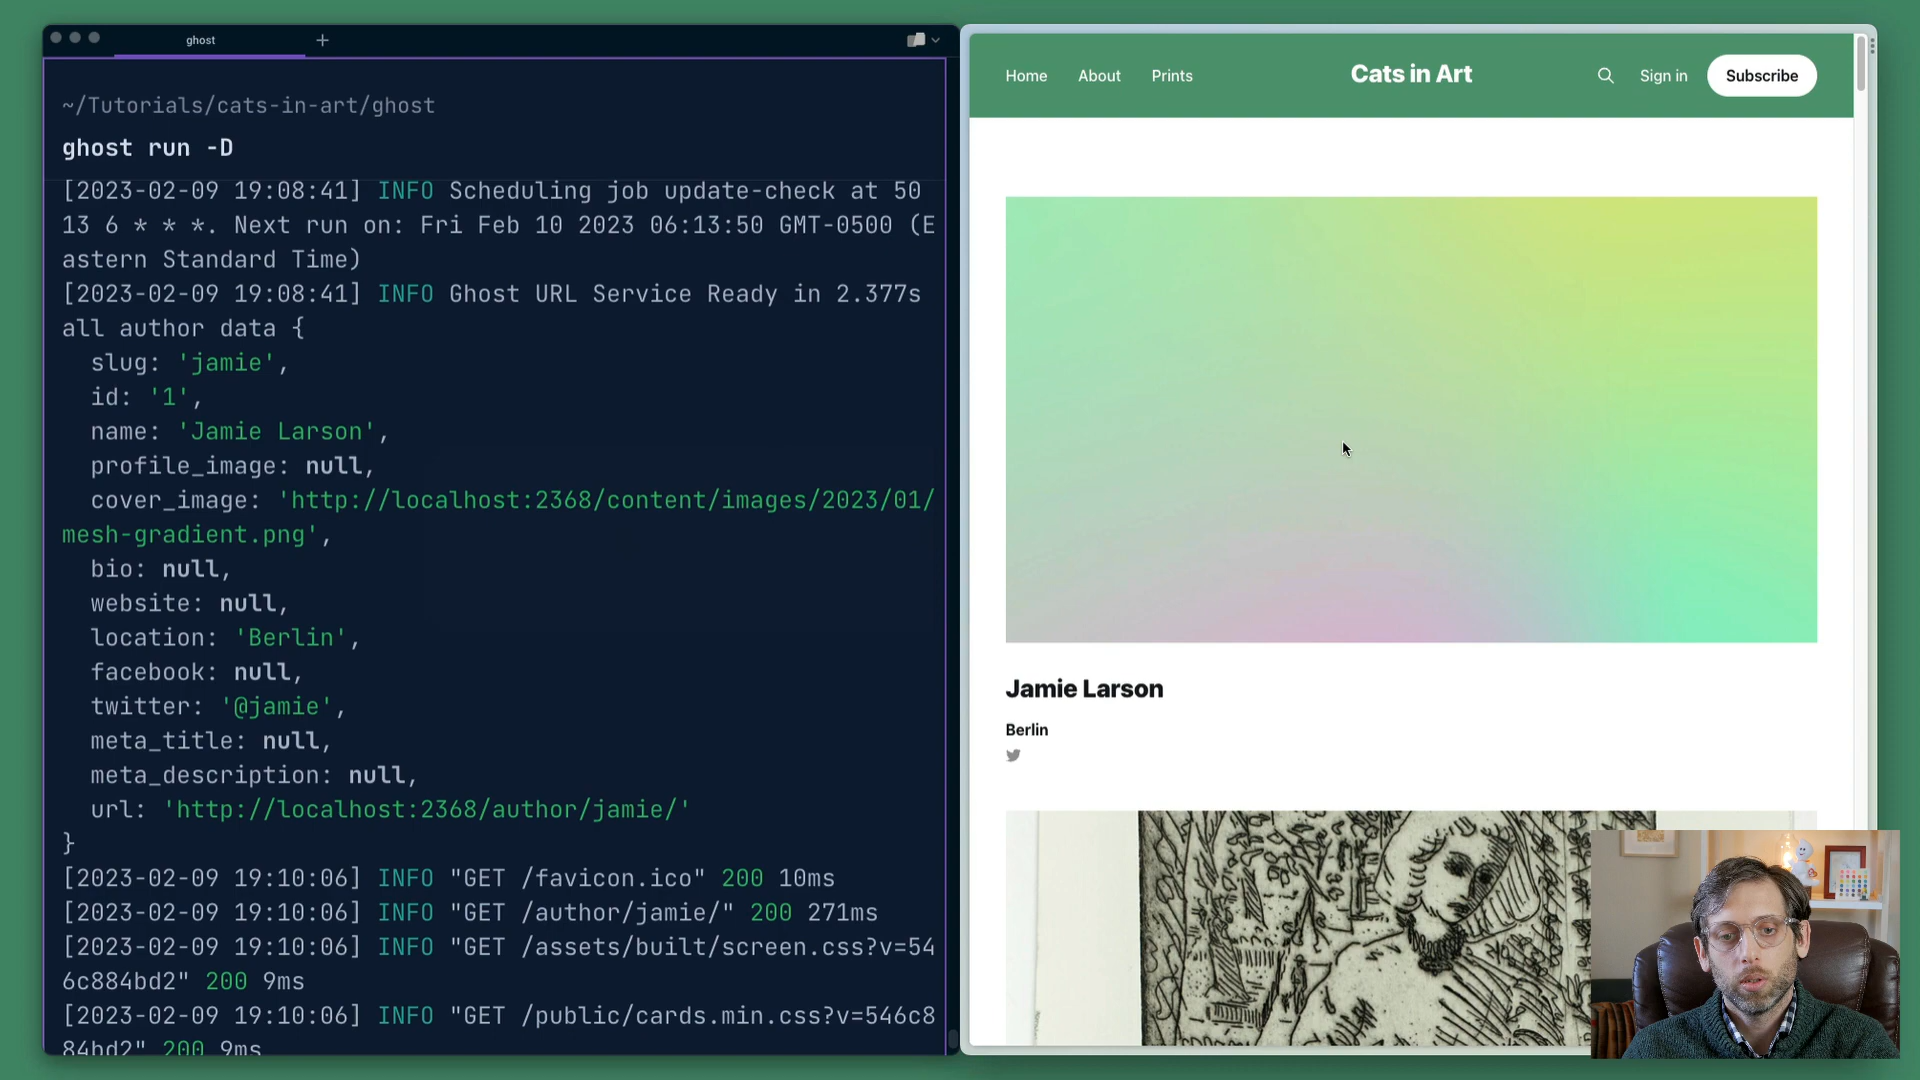 ghost
~/Tutorials/cats-in-art/ghost
ghost run -D
[2023-02-09 19:08:41] INFO Scheduling job update-check at 50
13 6 * * *. Next run on: Fri Feb 10 2023 06:13:50 GMT-0500 (E
astern Standard Time)
[2023-02-09 19:08:41] INFO Ghost URL Service Ready in 2.377s
all author data {
slug: 'jamie',
id: '1',
name: 'Jamie Larson',
profile_image: null,
cover_image: 'http://localhost:2368/content/images/2023/01/
mesh-gradient.png',
bio: null,
website: null,
location: 'Berlin',
facebook: null,
twitter: '@jamie',
meta_title: null,
meta_description: null,
url: 'http://localhost:2368/author/jamie/'
}
[2023-02-09 19:10:06] INFO "GET /favicon.ico" 200 10ms
[2023-02-09 19:10:06] INFO "GET /author/jamie/" 200 271ms
[2023-02-09 19:10:06] INFO "GET /assets/built/screen.css?v=54
6c884bd2" 200 9ms
[2023-02-09 19:10:06] INFO "GET /public/cards.min.css?v=546c8
84bd2" 200 9ms
Home About Prints Cats in Art Sign in Subscribe
Jamie Larson
Berlin